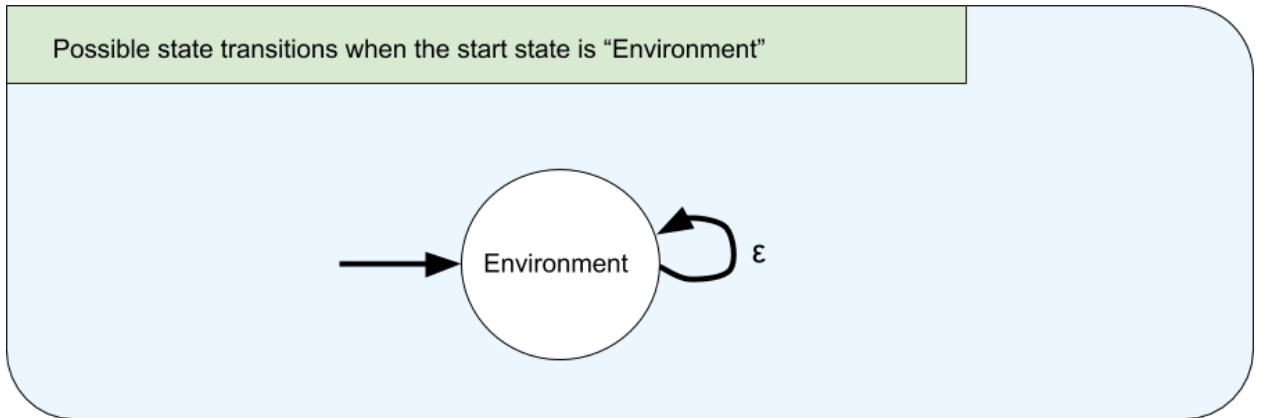 Possible state transitions when the start state is “Environment”
Environment
ε